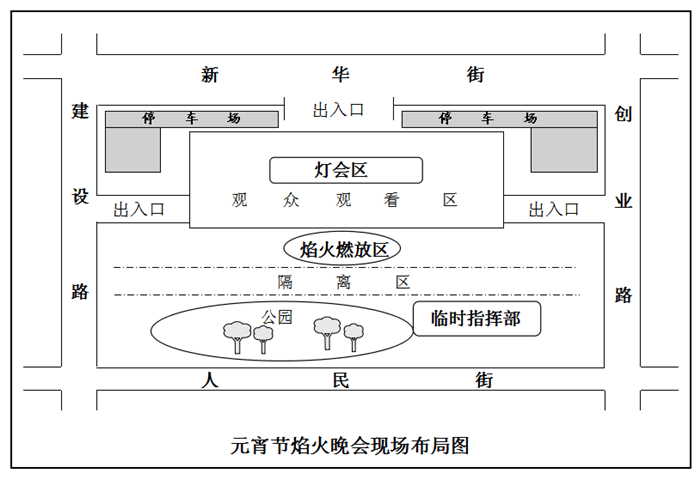 新华街
建设路
创业路
出入口
停车场
停车场
灯会区
观众观看区
出入口
出入口
焰火燃放区
隔离区
公园
临时指挥部
人民街
元宵节焰火晚会现场布局图